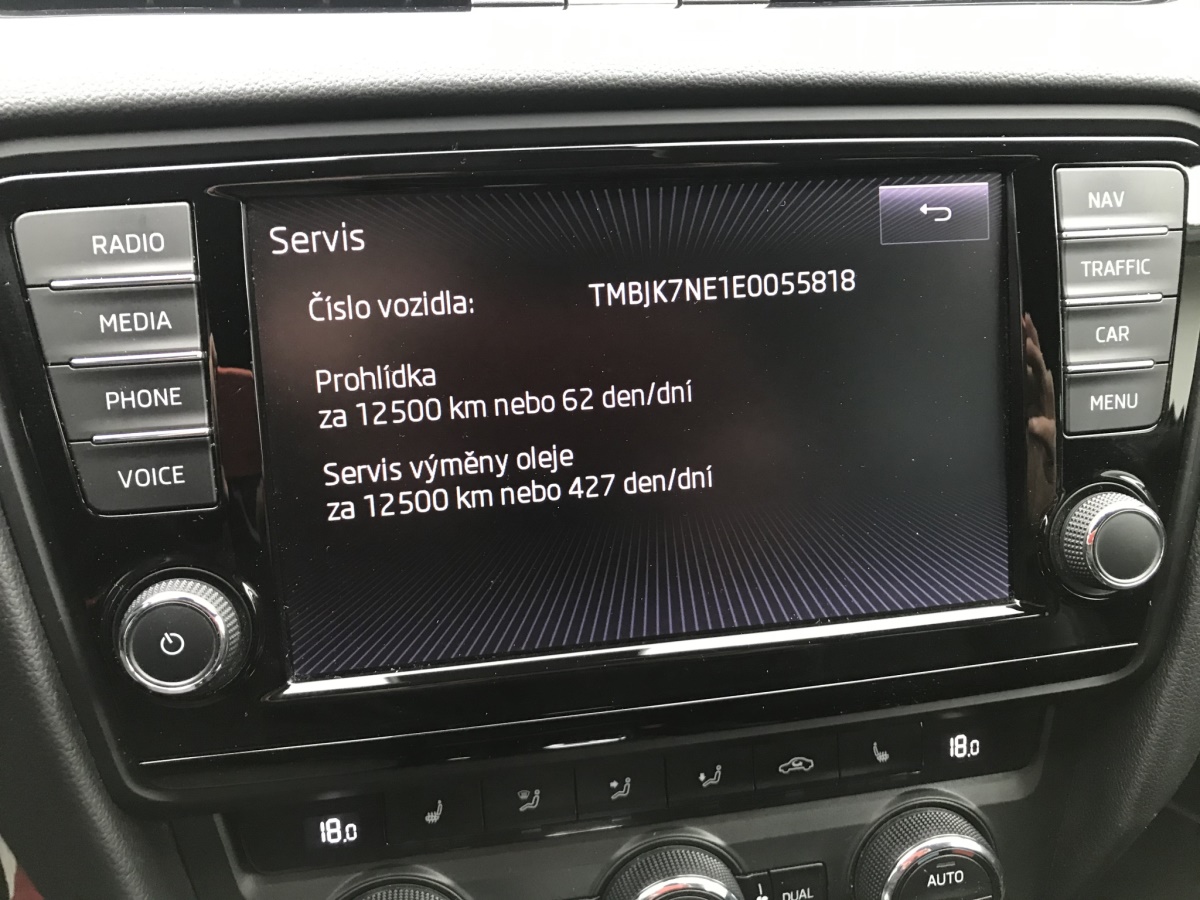 Servis
Číslo vozidla: TMBJK7NE1E0055818
Prohlídka
za 12500 km nebo 62 den/dní
Servis výměny oleje
za 12500 km nebo 427 den/dní
RADIO
MEDIA
PHONE
VOICE
NAV
TRAFFIC
CAR
MENU
18.0
18.0
DUAL
AUTO